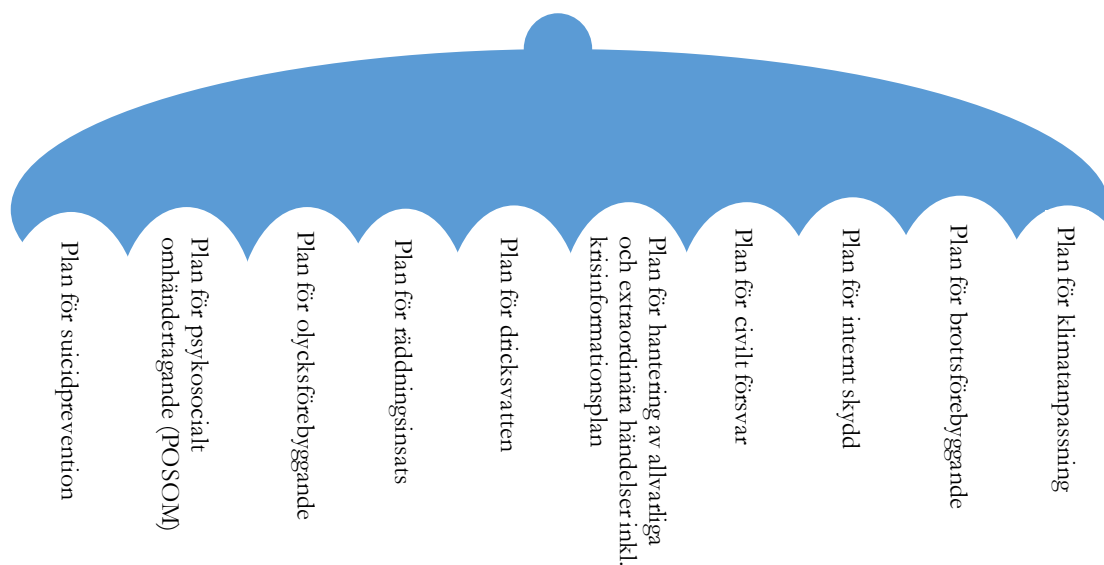 Plan för suicidprevention
Plan för psykosocialt
omhändertagande (POSOM)
Plan för olycksförebyggande
Plan för räddningsinsats
Plan för dricksvatten
Plan för hantering av allvarliga
och extraordinära händelser inkl.
krisinformationsplan
Plan för civilt försvar
Plan för internt skydd
Plan för brottsförebyggande
Plan för klimatanpassning